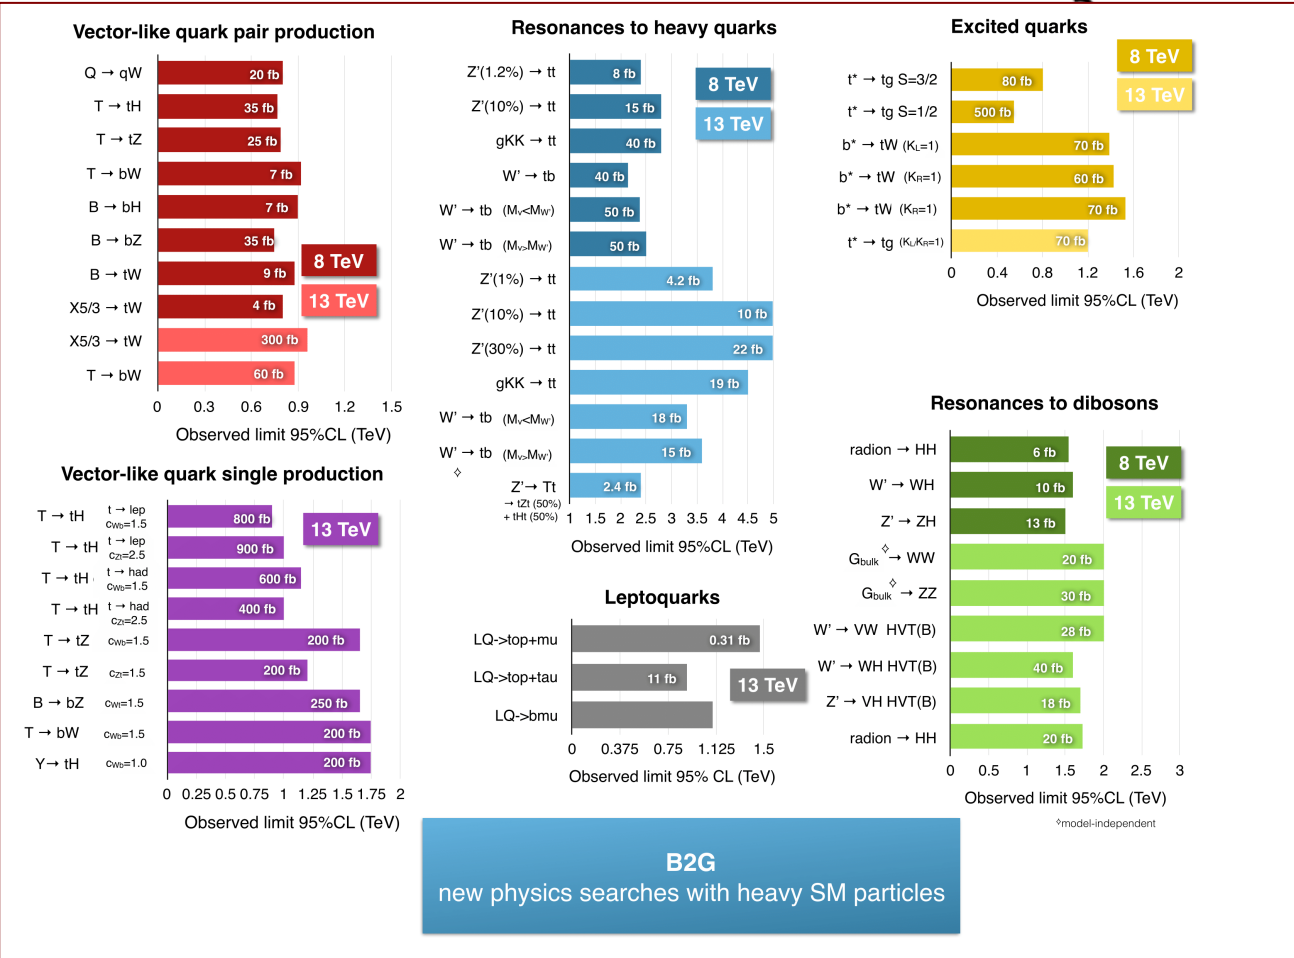 Vector-like quark pair production
Q → qW 20 fb
T → tH 35 fb
T → tZ 25 fb
T → bW 7 fb
B → bH 7 fb
B → bZ 35 fb
B → tW 9 fb
X5/3 → tW 4 fb
X5/3 → tW 300 fb
T → bW 60 fb
8 TeV
13 TeV
0 0.3 0.6 0.9 1.2 1.5
Observed limit 95%CL (TeV)
Vector-like quark single production
T → tH t → lep cWb=1.5 800 fb
T → tH t → lep cZt=2.5 900 fb
T → tH t → had cWb=1.5 600 fb
T → tH t → had cZt=2.5 400 fb
T → tZ cWb=1.5 200 fb
T → tZ cZt=1.5 200 fb
B → bZ cWt=1.5 250 fb
T → bW cWb=1.5 200 fb
Y→ tH cWb=1.0 200 fb
13 TeV
0 0.25 0.5 0.75 1 1.25 1.5 1.75 2
Observed limit 95%CL (TeV)
Resonances to heavy quarks
Z'(1.2%) → tt 8 fb
Z'(10%) → tt 15 fb
gKK → tt 40 fb
W' → tb 40 fb
W' → tb (Mν<MW') 50 fb
W' → tb (Mν>MW') 50 fb
Z'(1%) → tt 4.2 fb
Z'(10%) → tt 10 fb
Z'(30%) → tt 22 fb
gKK → tt 19 fb
W' → tb (Mν<MW') 18 fb
W' → tb (Mν>MW') 15 fb
◊
Z'→ Tt 2.4 fb
→ tZt (50%)
+ tHt (50%)
8 TeV
13 TeV
1 1.5 2 2.5 3 3.5 4 4.5 5
Observed limit 95%CL (TeV)
Leptoquarks
LQ->top+mu 0.31 fb
LQ->top+tau 11 fb
LQ->bmu
13 TeV
0 0.375 0.75 1.125 1.5
Observed limit 95% CL (TeV)
Excited quarks
t* → tg S=3/2 80 fb
t* → tg S=1/2 500 fb
b* → tW (KL=1) 70 fb
b* → tW (KR=1) 60 fb
b* → tW (KR=1) 70 fb
t* → tg (KL/KR=1) 70 fb
8 TeV
13 TeV
0 0.4 0.8 1.2 1.6 2
Observed limit 95%CL (TeV)
Resonances to dibosons
radion → HH 6 fb
W' → WH 10 fb
Z' → ZH 13 fb
Gbulk◊ → WW 20 fb
Gbulk◊ → ZZ 30 fb
W' → VW HVT(B) 28 fb
W' → WH HVT(B) 40 fb
Z' → VH HVT(B) 18 fb
radion → HH 20 fb
8 TeV
13 TeV
0 0.5 1 1.5 2 2.5 3
Observed limit 95%CL (TeV)
◊model-independent
B2G
new physics searches with heavy SM particles